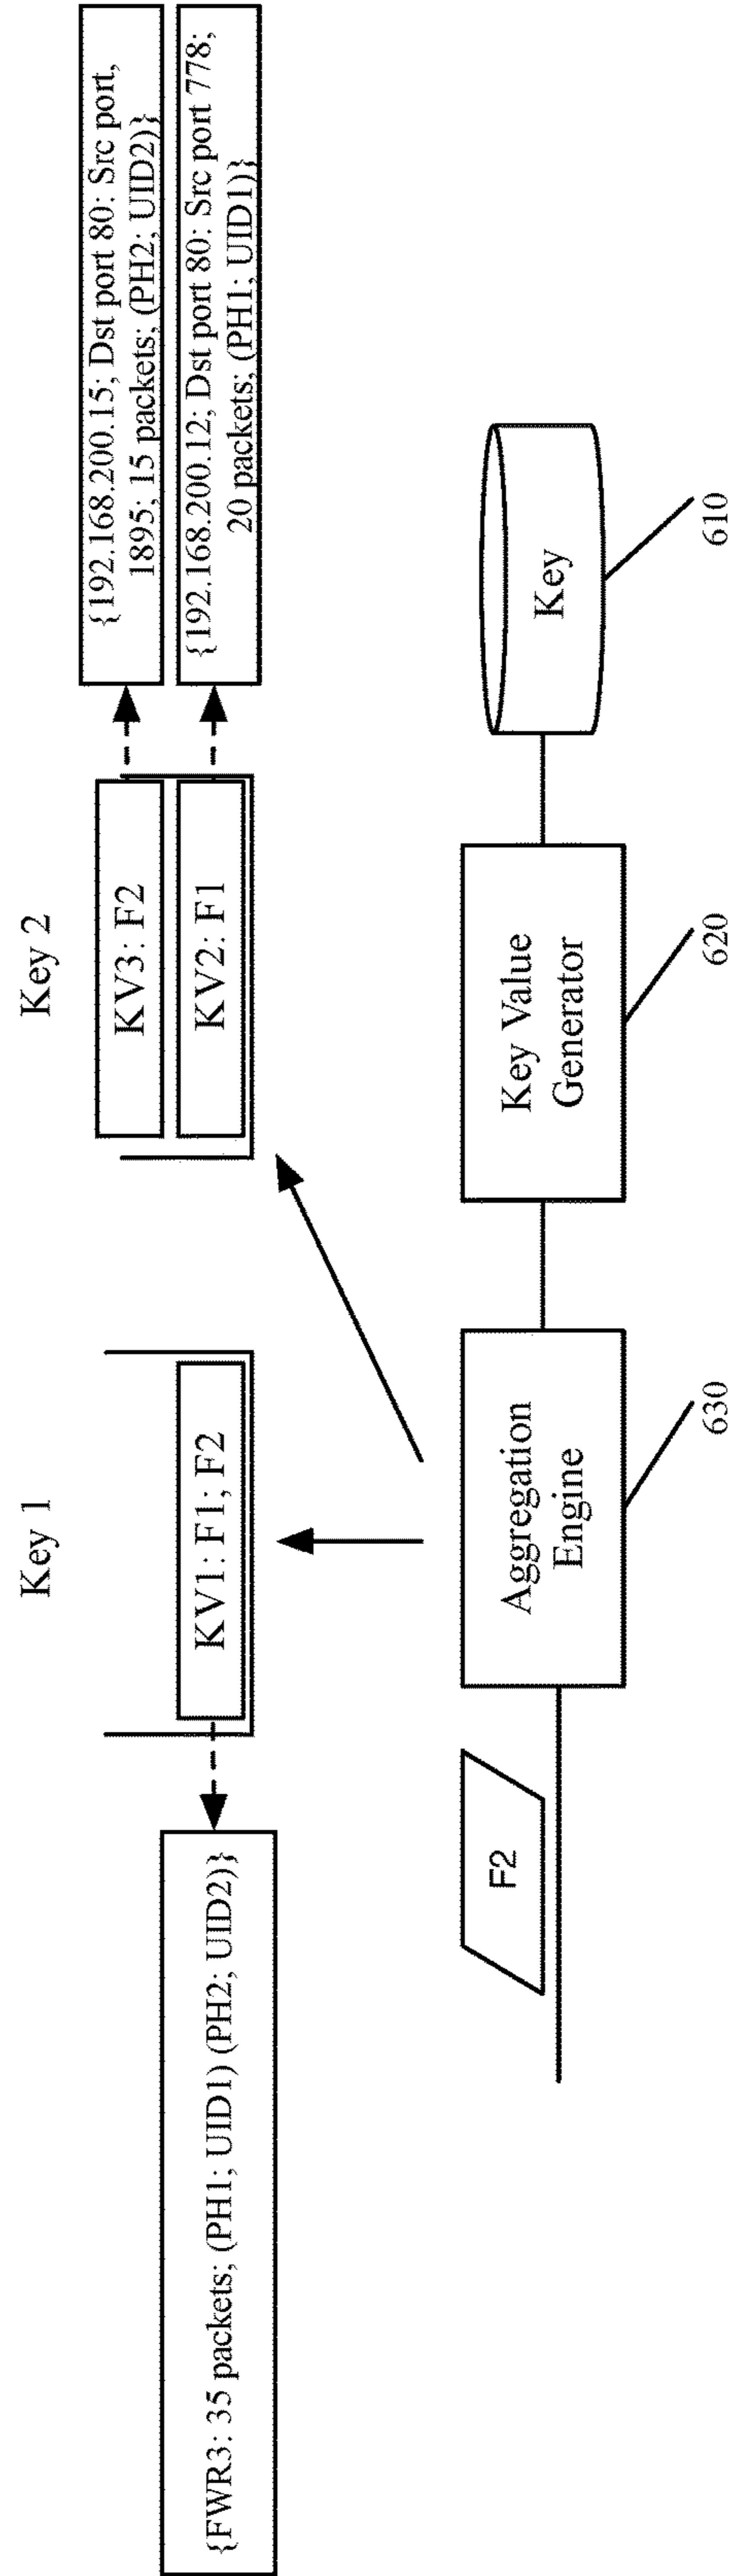 Key 1
Key 2
{FWR3: 35 packets; (PH1; UID1) (PH2; UID2)}
KV1: F1; F2
KV3: F2
KV2: F1
{192.168.200.15; Dst port 80: Src port,
1895; 15 packets; (PH2; UID2)}
{192.168.200.12; Dst port 80: Src port 778;
20 packets; (PH1; UID1)}
F2
Aggregation
Engine
Key Value
Generator
Key
630
620
610